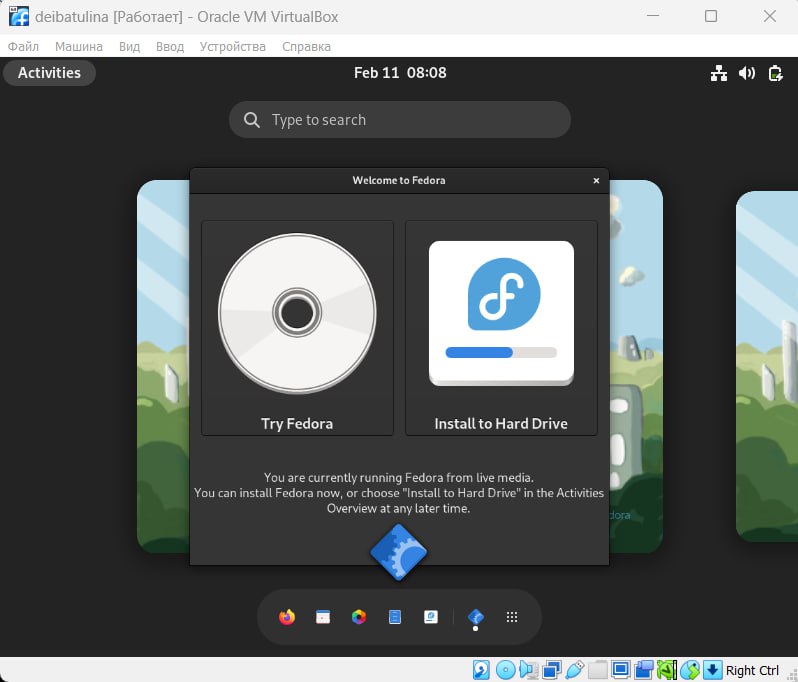 deibatulina [Работает] - Oracle VM VirtualBox
Файл Машина Вид Ввод Устройства Справка
Activities
Feb 11 08:08
Type to search
Welcome to Fedora
Try Fedora
Install to Hard Drive
You are currently running Fedora from live media.
You can install Fedora now, or choose "Install to Hard Drive" in the Activities
Overview at any later time.
dora
Right Ctrl